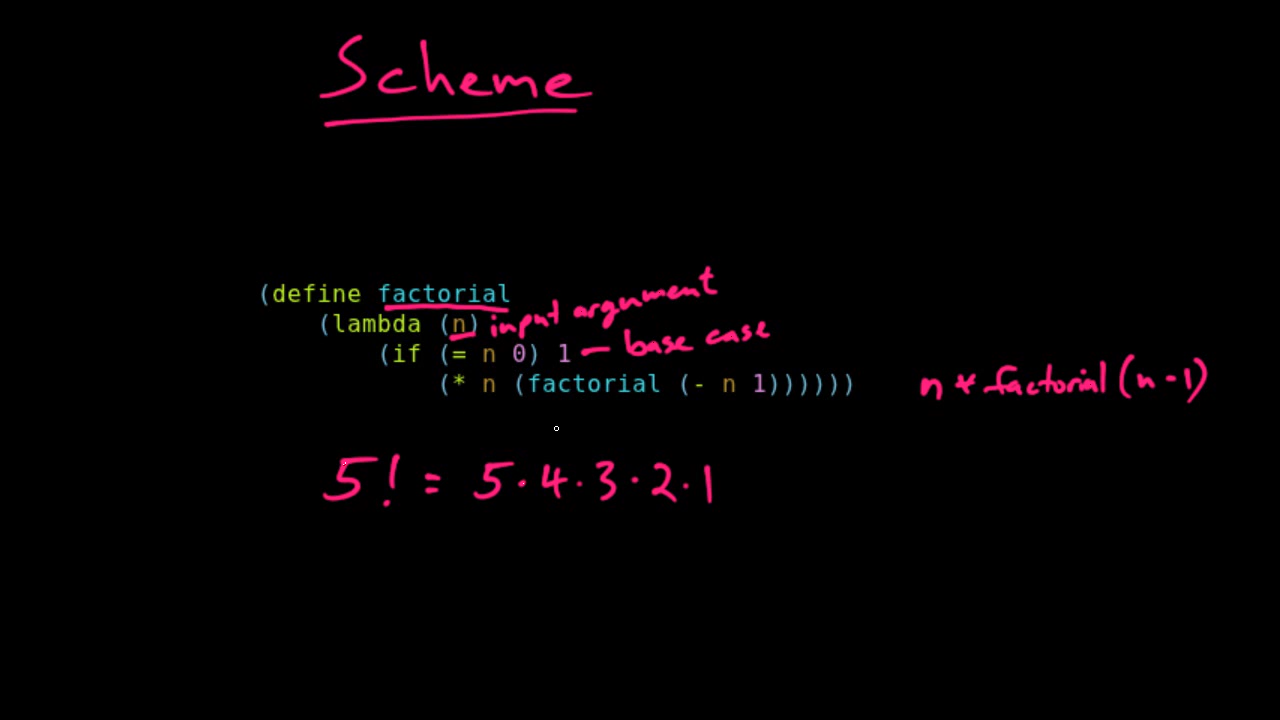 Scheme
(define factorial
(lambda (n) input argument
(if (= n 0) 1 – base case
(* n (factorial (- n 1)))))) n * factorial (n - 1)
5! = 5 · 4 · 3 · 2 · 1